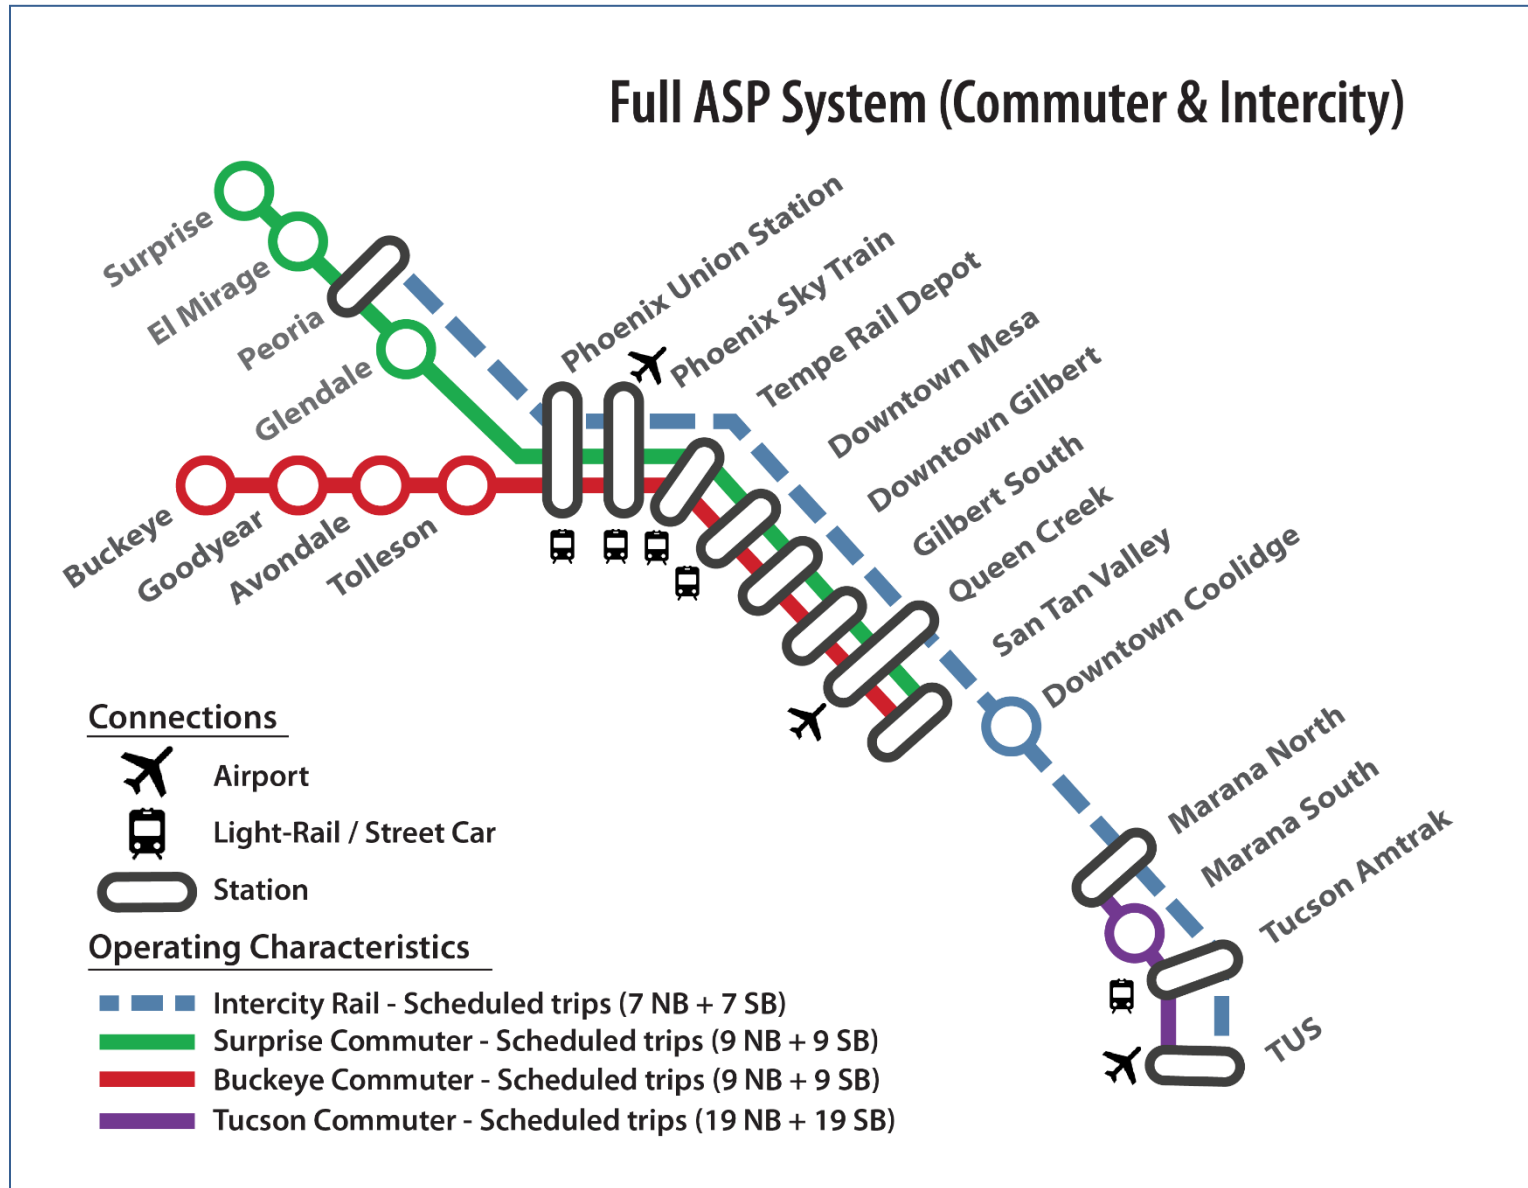 Full ASP System (Commuter & Intercity)
Surprise
El Mirage
Peoria
Glendale
Buckeye
Goodyear
Avondale
Tolleson
Phoenix Union Station
Phoenix Sky Train
Tempe Rail Depot
Downtown Mesa
Downtown Gilbert
Gilbert South
Queen Creek
San Tan Valley
Downtown Coolidge
Marana North
Marana South
Tucson Amtrak
TUS
Connections
Airport
Light-Rail / Street Car
Station
Operating Characteristics
Intercity Rail - Scheduled trips (7 NB + 7 SB)
Surprise Commuter - Scheduled trips (9 NB + 9 SB)
Buckeye Commuter - Scheduled trips (9 NB + 9 SB)
Tucson Commuter - Scheduled trips (19 NB + 19 SB)